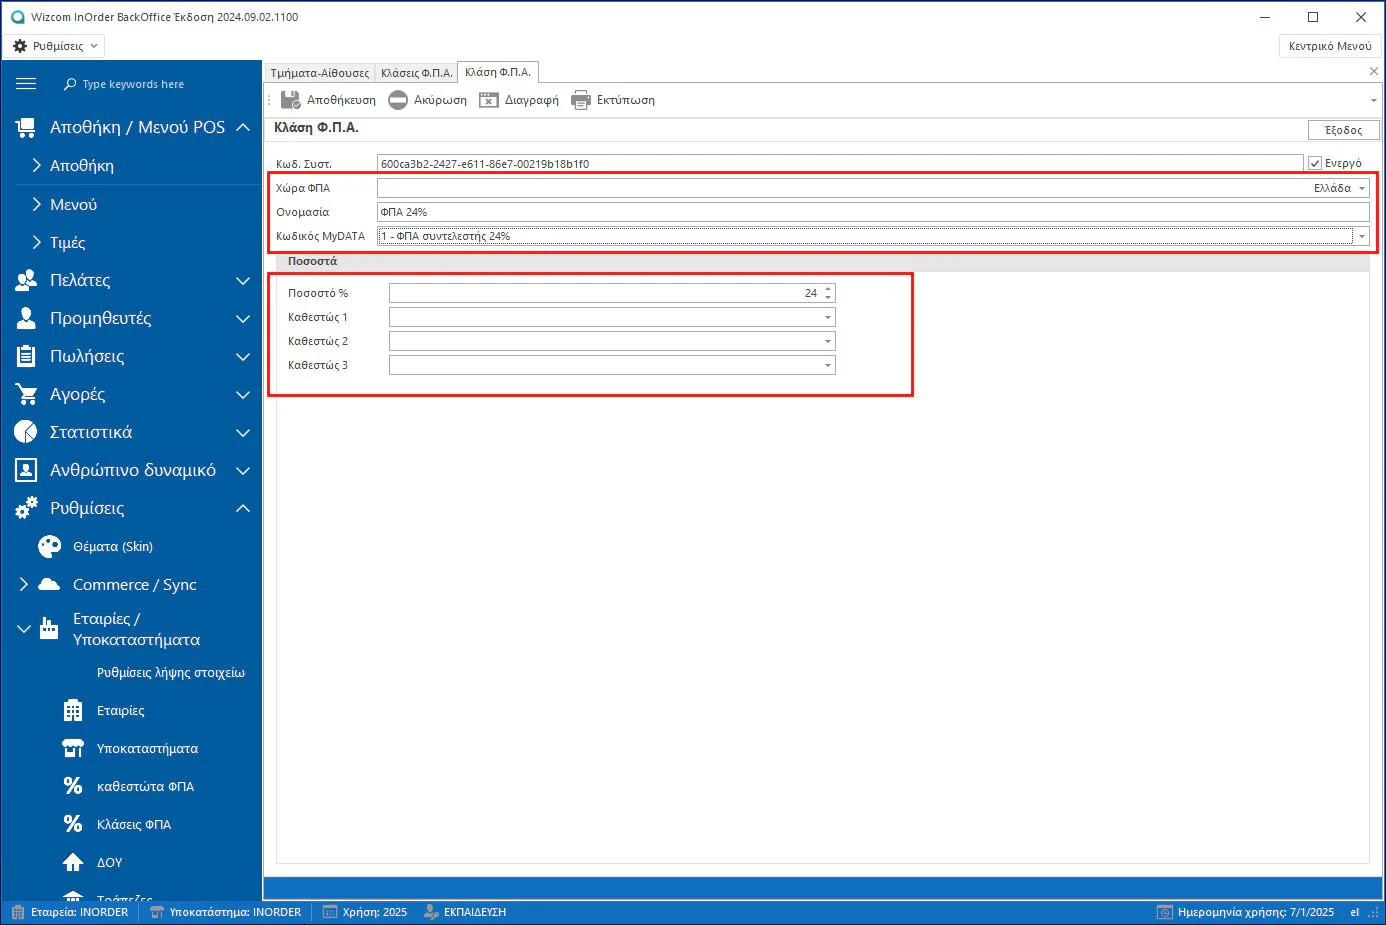 Wizcom InOrder BackOffice Έκδοση 2024.09.02.1100
Ρυθμίσεις
Κεντρικό Μενού
Type keywords here
Αποθήκη / Μενού POS
Αποθήκη
Μενού
Τιμές
Πελάτες
Προμηθευτές
Πωλήσεις
Αγορές
Στατιστικά
Ανθρώπινο δυναμικό
Ρυθμίσεις
Θέματα (Skin)
Commerce / Sync
Εταιρίες /
Υποκαταστήματα
Ρυθμίσεις λήψης στοιχείω
Εταιρίες
Υποκαταστήματα
καθεστώτα ΦΠΑ
Κλάσεις ΦΠΑ
ΔΟΥ
Τράπεζες
Τμήματα-Αίθουσες
Κλάσεις Φ.Π.Α.
Κλάση Φ.Π.Α.
Αποθήκευση
Ακύρωση
Διαγραφή
Εκτύπωση
Κλάση Φ.Π.Α.
Έξοδος
Κωδ. Συστ.
600ca3b2-2427-e611-86e7-00219b18b1f0
Ενεργό
Χώρα ΦΠΑ
Ελλάδα
Ονομασία
ΦΠΑ 24%
Κωδικός MyDATA
1 - ΦΠΑ συντελεστής 24%
Ποσοστά
Ποσοστό %
24
Καθεστώς 1
Καθεστώς 2
Καθεστώς 3
Εταιρεία: INORDER
Υποκατάστημα: INORDER
Χρήση: 2025
ΕΚΠΑΙΔΕΥΣΗ
Ημερομηνία χρήσης: 7/1/2025
el